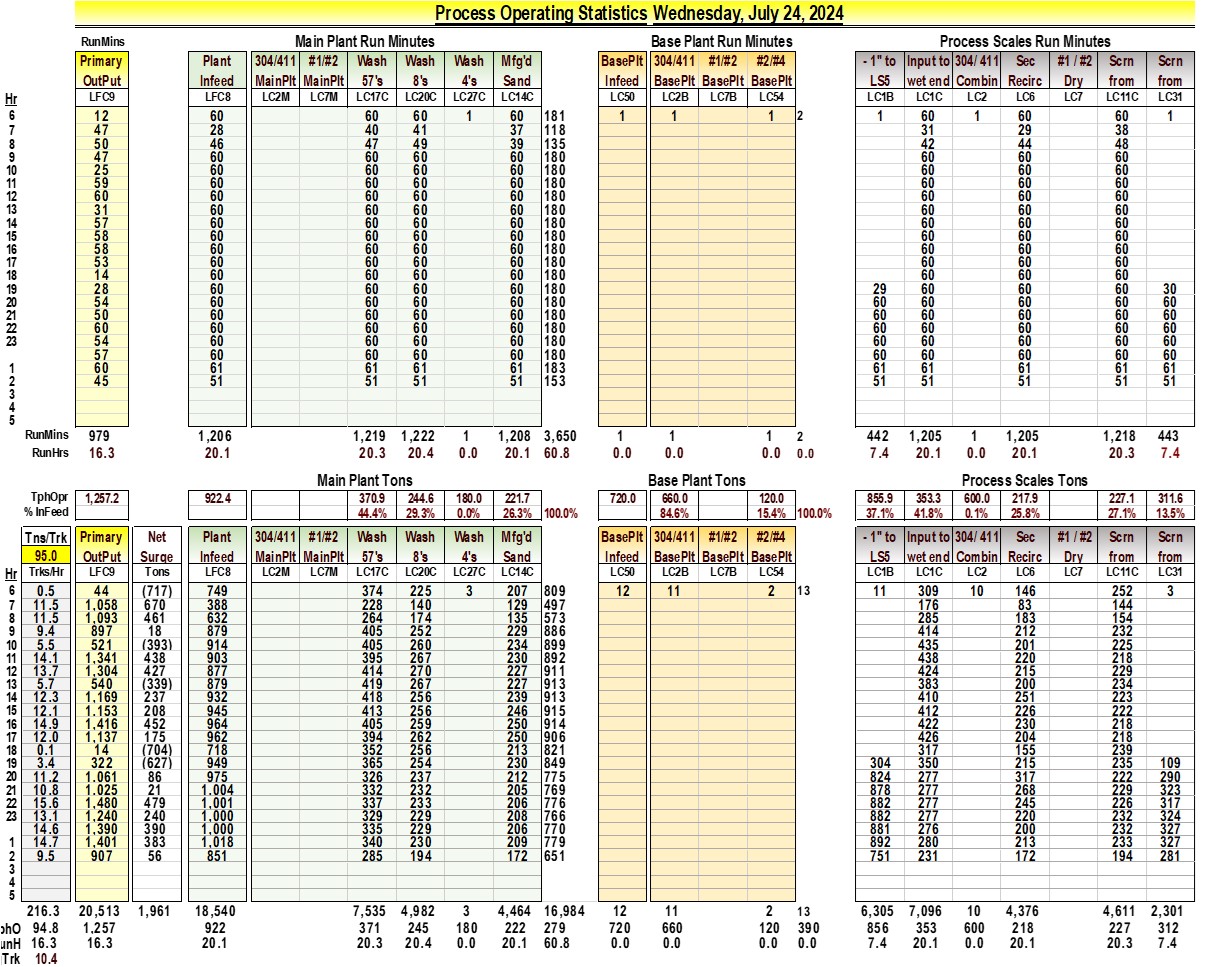 Process Operating Statistics Wednesday, July 24, 2024
RunMins Main Plant Run Minutes Base Plant Run Minutes Process Scales Run Minutes
Primary Plant 304/411 #1/#2 Wash Wash Wash Mfg'd BasePlt 304/411 #1/#2 #2/#4 - 1" to Input to 304/ 411 Sec #1 / #2 Scrn Scrn
OutPut Infeed MainPlt MainPlt 57's 8's 4's Sand Infeed BasePlt BasePlt BasePlt LS5 wet end Combin Recirc Dry from from
Hr LFC9 LFC8 LC2M LC7M LC17C LC20C LC27C LC14C LC50 LC2B LC7B LC54 LC1B LC1C LC2 LC6 LC7 LC11C LC31
6 12 60 60 60 1 60 181 1 1 1 2 1 60 1 60 60 1
7 47 28 40 41 37 118 31 29 38
8 50 46 47 49 39 135 42 44 48
9 47 60 60 60 60 180 60 60 60
10 25 60 60 60 60 180 60 60 60
11 59 60 60 60 60 180 60 60 60
12 60 60 60 60 60 180 60 60 60
13 31 60 60 60 60 180 60 60 60
14 57 60 60 60 60 180 60 60 60
15 58 60 60 60 60 180 60 60 60
16 58 60 60 60 60 180 60 60 60
17 53 60 60 60 60 180 60 60 60
18 14 60 60 60 60 180 60 60 60
19 28 60 60 60 60 180 29 60 60 60 30
20 54 60 60 60 60 180 60 60 60 60 60
21 50 60 60 60 60 180 60 60 60 60 60
22 60 60 60 60 60 180 60 60 60 60 60
23 54 60 60 60 60 180 60 60 60 60 60
57 60 60 60 60 180 60 60 60 60 60
1 60 61 61 61 61 183 61 61 61 61 61
2 45 51 51 51 51 153 51 51 51 51 51
3
4
5
RunMins 979 1,206 1,219 1,222 1 1,208 3,650 1 1 1 2 442 1,205 1 1,205 1,218 443
RunHrs 16.3 20.1 20.3 20.4 0.0 20.1 60.8 0.0 0.0 0.0 0.0 7.4 20.1 0.0 20.1 20.3 7.4
Main Plant Tons Base Plant Tons Process Scales Tons
TphOpr 1,257.2 922.4 370.9 244.6 180.0 221.7 720.0 660.0 120.0 855.9 353.3 600.0 217.9 227.1 311.6
% InFeed 44.4% 29.3% 0.0% 26.3% 100.0% 84.6% 15.4% 100.0% 37.1% 41.8% 0.1% 25.8% 27.1% 13.5%
Tns/Trk Primary Net Plant 304/411 #1/#2 Wash Wash Wash Mfg'd BasePlt 304/411 #1/#2 #2/#4 - 1" to Input to 304/ 411 Sec #1 / #2 Scrn Scrn
95.0 OutPut Surge Infeed MainPlt MainPlt 57's 8's 4's Sand Infeed BasePlt BasePlt BasePlt LS5 wet end Combin Recirc Dry from from
Hr Trks/Hr LFC9 Tons LFC8 LC2M LC7M LC17C LC20C LC27C LC14C LC50 LC2B LC7B LC54 LC1B LC1C LC2 LC6 LC7 LC11C LC31
6 0.5 44 (717) 749 374 225 3 207 809 12 11 2 13 11 309 10 146 252 3
7 11.5 1,058 670 388 228 140 129 497 176 83 144
8 11.5 1,093 461 632 264 174 135 573 285 183 154
9 9.4 897 18 879 405 252 229 886 414 212 232
10 5.5 521 (393) 914 405 260 234 899 435 201 225
11 14.1 1,341 438 903 395 267 230 892 438 220 218
12 13.7 1,304 427 877 414 270 227 911 424 215 229
13 5.7 540 (339) 879 419 267 227 913 383 200 234
14 12.3 1,169 237 932 418 256 239 913 410 251 223
15 12.1 1,153 208 945 413 256 246 915 412 226 222
16 14.9 1,416 452 964 405 259 250 914 422 230 218
17 12.0 1,137 175 962 394 262 250 906 426 204 218
18 0.1 14 (704) 718 352 256 213 821 317 155 239
19 3.4 322 (627) 949 365 254 230 849 304 350 215 235 109
20 11.2 1,061 86 975 326 237 212 775 824 277 317 222 290
21 10.8 1,025 21 1,004 332 232 205 769 878 277 268 229 323
22 15.6 1,480 479 1,001 337 233 206 776 882 277 245 226 317
23 13.1 1,240 240 1,000 329 229 208 766 882 277 220 232 324
14.6 1,390 390 1,000 335 229 206 770 881 276 200 232 327
1 14.7 1,401 383 1,018 340 230 209 779 892 280 213 233 327
2 9.5 907 56 851 285 194 172 651 751 231 172 194 281
3
4
5
216.3 20,513 1,961 18,540 7,535 4,982 3 4,464 16,984 12 11 2 13 6,305 7,096 10 4,376 4,611 2,301
phO 94.8 1,257 922 371 245 180 222 279 720 660 120 390 856 353 600 218 227 312
unH 16.3 16.3 20.1 20.3 20.4 0.0 20.1 60.8 0.0 0.0 0.0 0.0 7.4 20.1 0.0 20.1 20.3 7.4
Trk 10.4